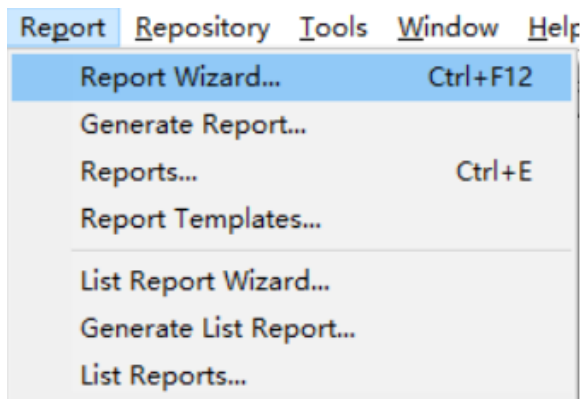 Report Repository Tools Window Help
Report Wizard... Ctrl+F12
Generate Report...
Reports... Ctrl+E
Report Templates...
List Report Wizard...
Generate List Report...
List Reports...